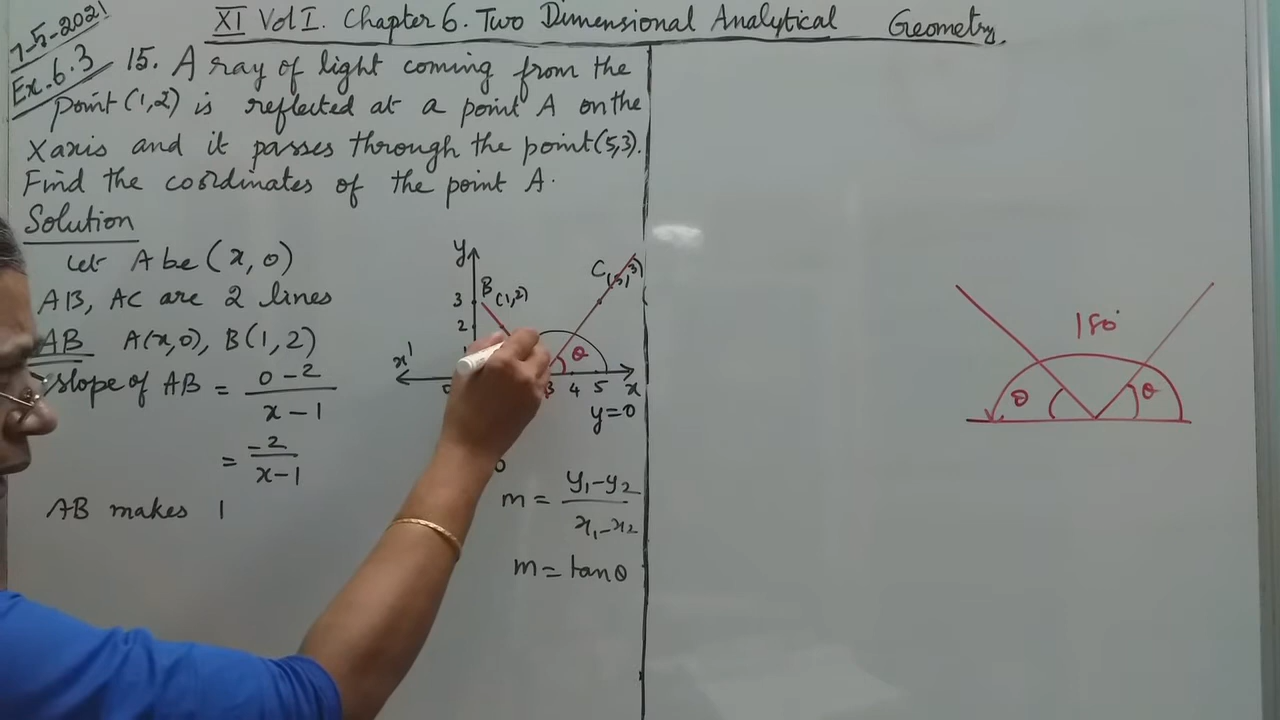 7-5-2021
XI Vol I. Chapter 6. Two Dimensional Analytical Geometry.
Ex. 6.3
15. A ray of light coming from the
point (1,2) is reflected at a point A on the
X axis and it passes through the point (5,3).
Find the coordinates of the point A.
Solution
Let A be (x, 0)
AB, AC are 2 lines
AB A(x,0), B(1,2)
slope of AB = 0-2 / x-1
= -2 / x-1
AB makes 1
y
B (1,2)
C(5,3)
3
2
x'
θ
3 4 5 x
y=0
m = y₁-y₂ / x₁-x₂
m = tanθ
180°
θ θ